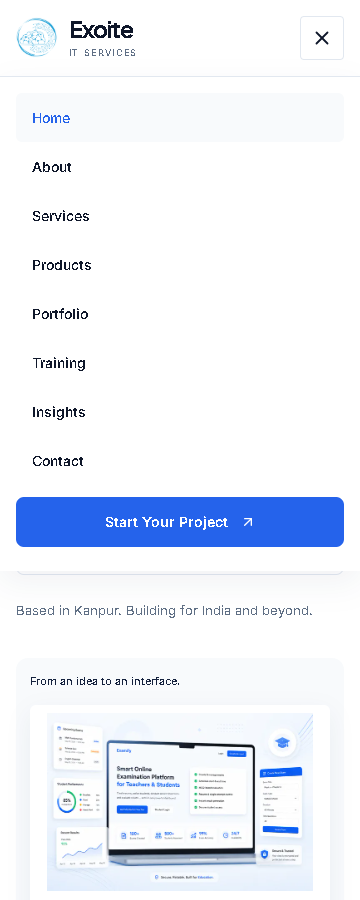 Exoite
IT SERVICES
Home
About
Services
Products
Portfolio
Training
Insights
Contact
Start Your Project
Based in Kanpur. Building for India and beyond.
From an idea to an interface.
Smart Online
Examination Platform
for Teachers & Students